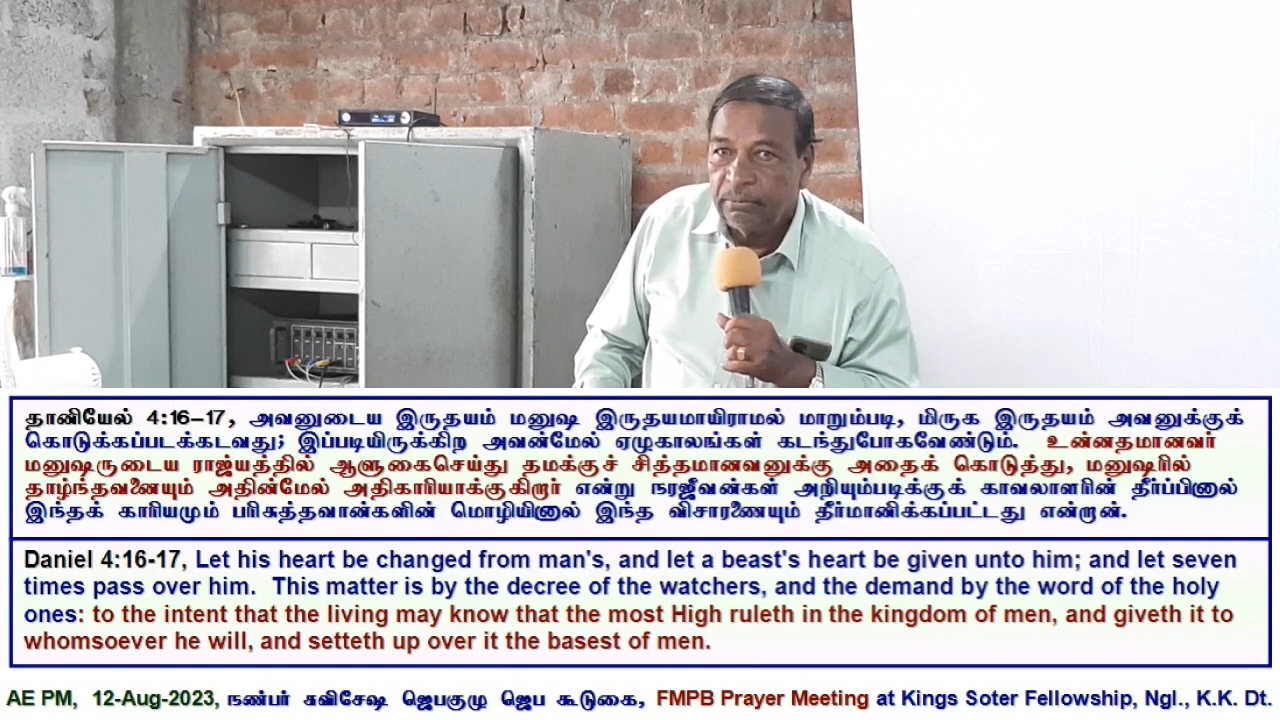 தானியேல் 4:16–17, அவனுடைய இருதயம் மனுஷ இருதயமாயிராமல் மாறும்படி, மிருக இருதயம் அவனுக்குக்
கொடுக்கப்படக்கடவது; இப்படியிருக்கிற அவன்மேல் ஏழுகாலங்கள் கடந்துபோகவேண்டும். உன்னதமானவர்
மனுஷருடைய ராஜ்யத்தில் ஆளுகைசெய்து தமக்குச் சித்தமானவனுக்கு அதைக் கொடுத்து, மனுஷரில்
தாழ்ந்தவனையும் அதின்மேல் அதிகாரியாக்குகிறார் என்று நரஜீவன்கள் அறியும்படிக்குக் காவலாளரின் தீர்ப்பினால்
இந்தக் காரியமும் பரிசுத்தவான்களின் மொழியினால் இந்த விசாரணையும் தீர்மானிக்கப்பட்டது என்றான்.
Daniel 4:16-17, Let his heart be changed from man's, and let a beast's heart be given unto him; and let seven
times pass over him. This matter is by the decree of the watchers, and the demand by the word of the holy
ones: to the intent that the living may know that the most High ruleth in the kingdom of men, and giveth it to
whomsoever he will, and setteth up over it the basest of men.
AE PM, 12-Aug-2023, நண்பர் சுவிசேஷ ஜெபகுழு ஜெப கூடுகை, FMPB Prayer Meeting at Kings Soter Fellowship, Ngl., K.K. Dt.